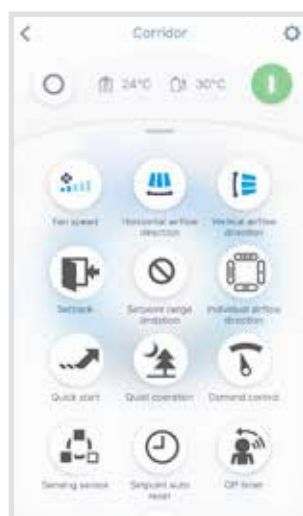 Corridor
24°C 30°C
Fan speed
Horizontal airflow
direction
Vertical airflow
direction
Setback
Setpoint range
limitation
Individual airflow
direction
Quick start
Quiet operation
Demand control
Sensing sensor
Setpoint auto
reset
Off timer